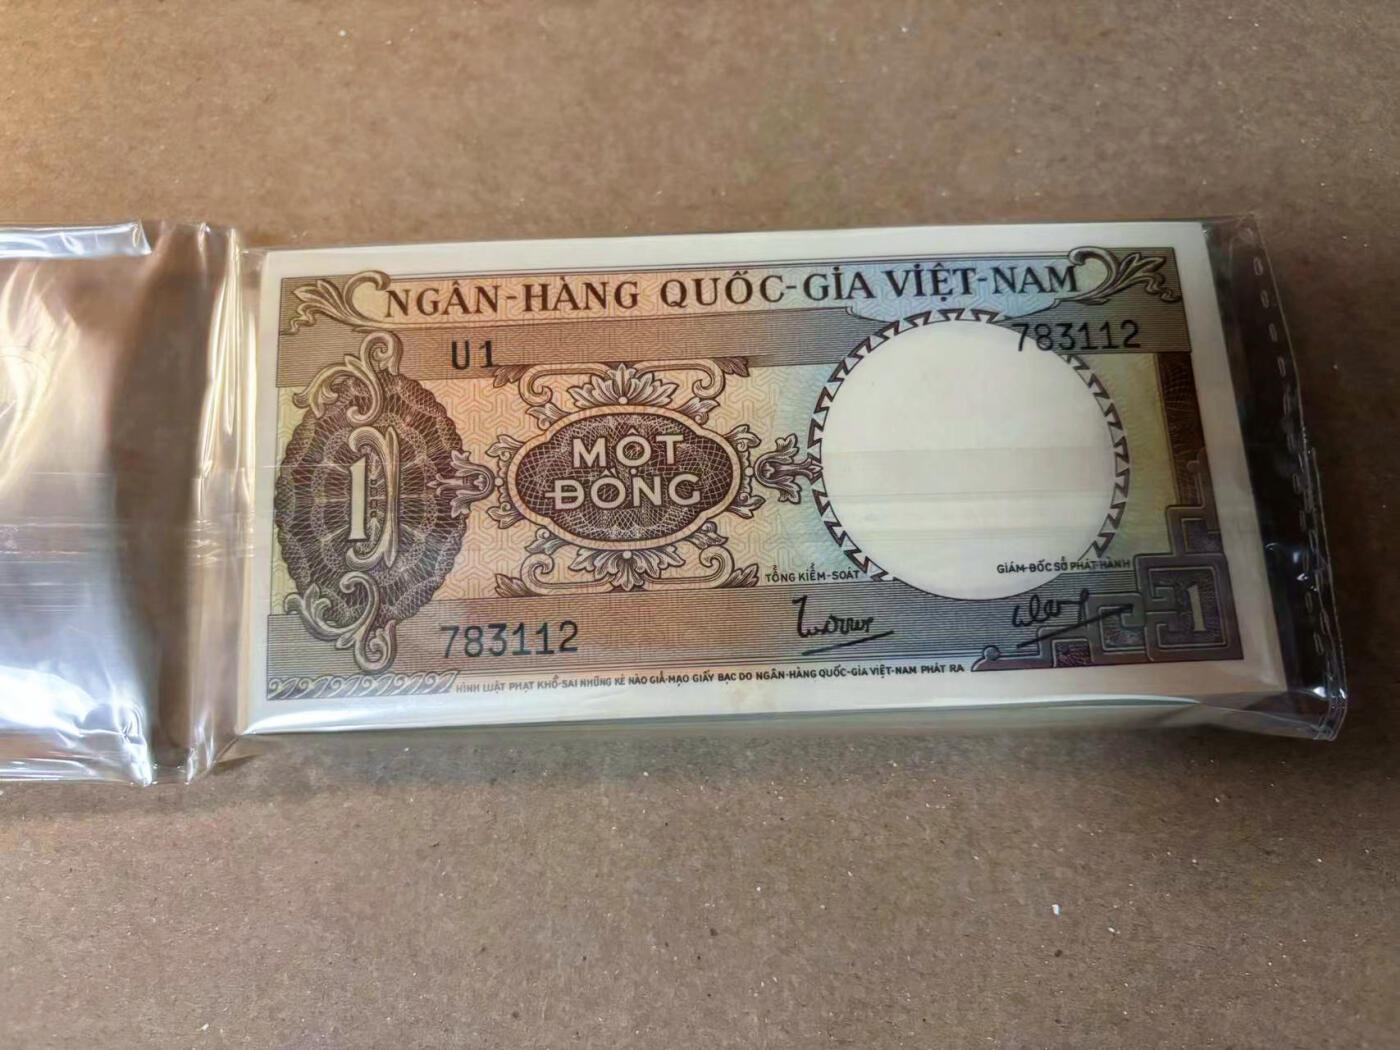 NGÂN-HÀNG QUỐC-GIA VIỆT-NAM
U1
783112
1
MỘT
ĐỒNG
TỔNG KIỂM-SOÁT
GIÁM-ĐỐC SỞ PHÁT-HÀNH
783112
1
HÌNH LUẬT PHẠT KHỔ-SAI NHỮNG KẺ NÀO GIẢ-MẠO GIẤY BẠC DO NGÂN-HÀNG QUỐC-GIA VIỆT-NAM PHÁT RA